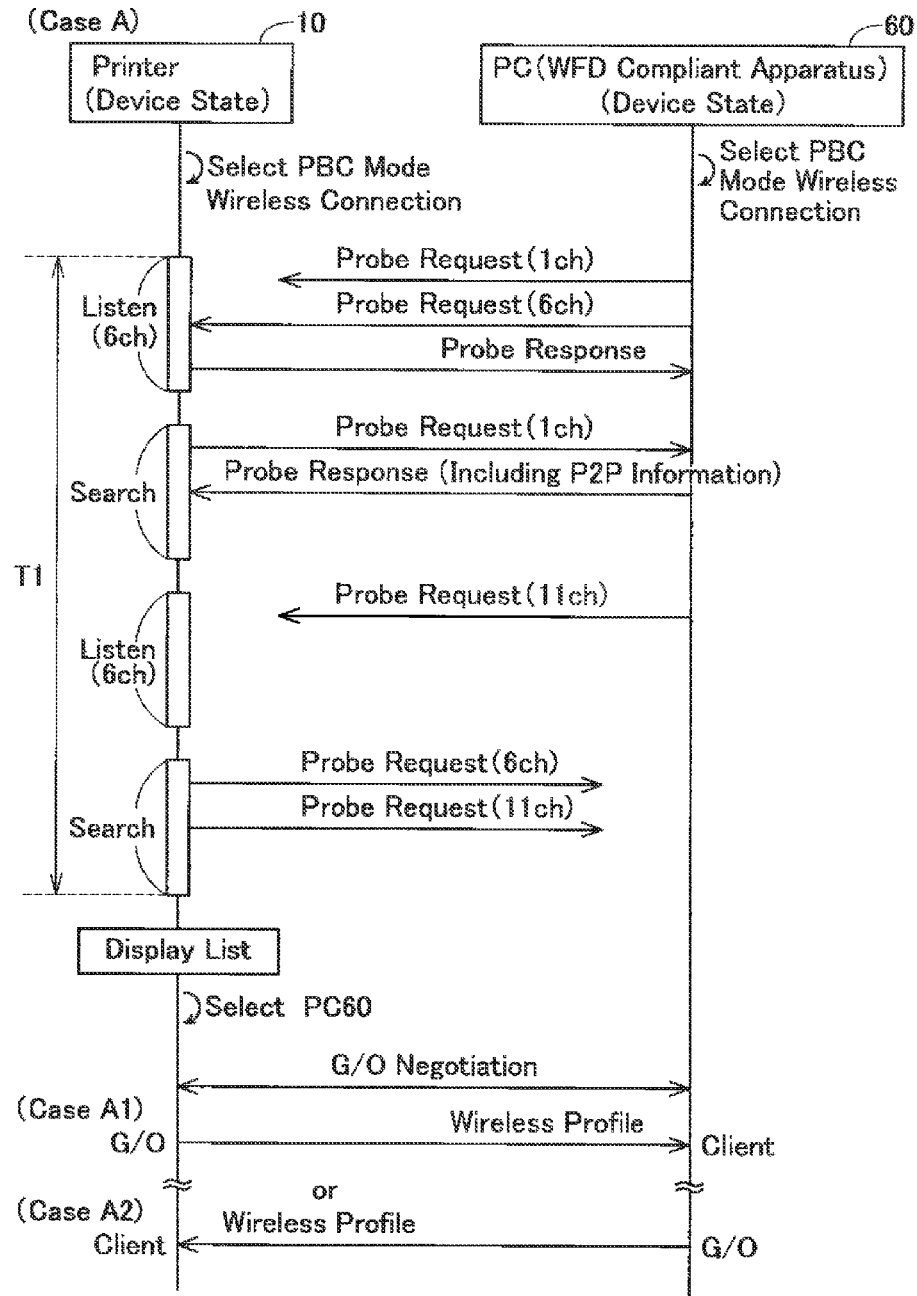 (Case A)
10
60
Printer
(Device State)
PC(WFD Compliant Apparatus)
(Device State)
Select PBC Mode
Wireless Connection
Select PBC
Mode Wireless
Connection
Probe Request(1ch)
Listen
(6ch)
Probe Request(6ch)
Probe Response
Probe Request(1ch)
Search
Probe Response (Including P2P Information)
T1
Probe Request(11ch)
Listen
(6ch)
Probe Request(6ch)
Search
Probe Request(11ch)
Display List
Select PC60
G/O Negotiation
(Case A1)
G/O
Wireless Profile
Client
or
(Case A2)
Client
Wireless Profile
G/O